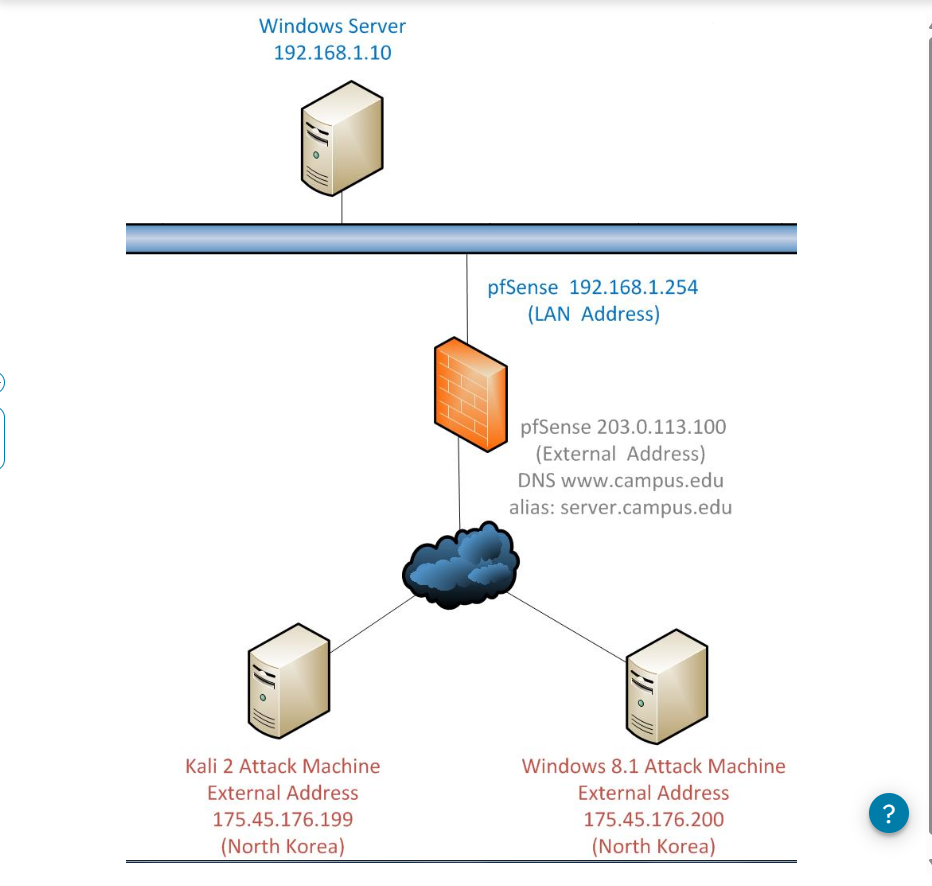 Windows Server
192.168.1.10
pfSense 192.168.1.254
(LAN Address)
pfSense 203.0.113.100
(External Address)
DNS www.campus.edu
alias: server.campus.edu
Kali 2 Attack Machine
External Address
175.45.176.199
(North Korea)
Windows 8.1 Attack Machine
External Address
175.45.176.200
(North Korea)
?